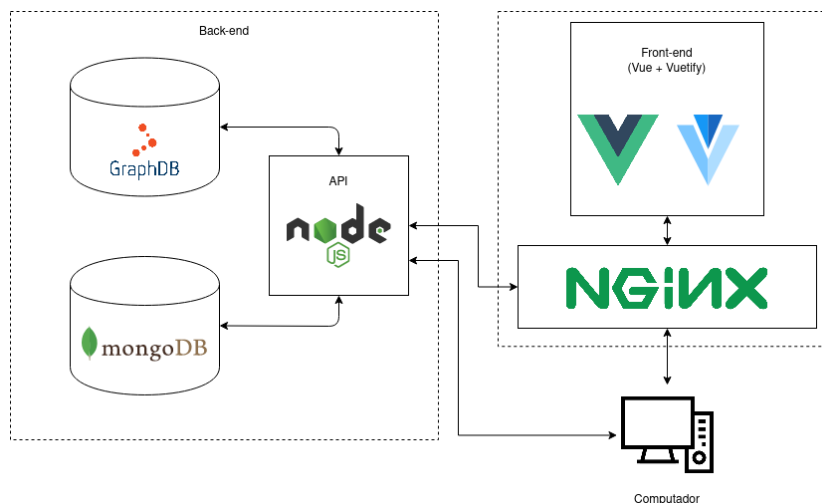 Back-end
GraphDB
API
node
JS
mongoDB
Front-end
(Vue + Vuetify)
NGiNX
Computador